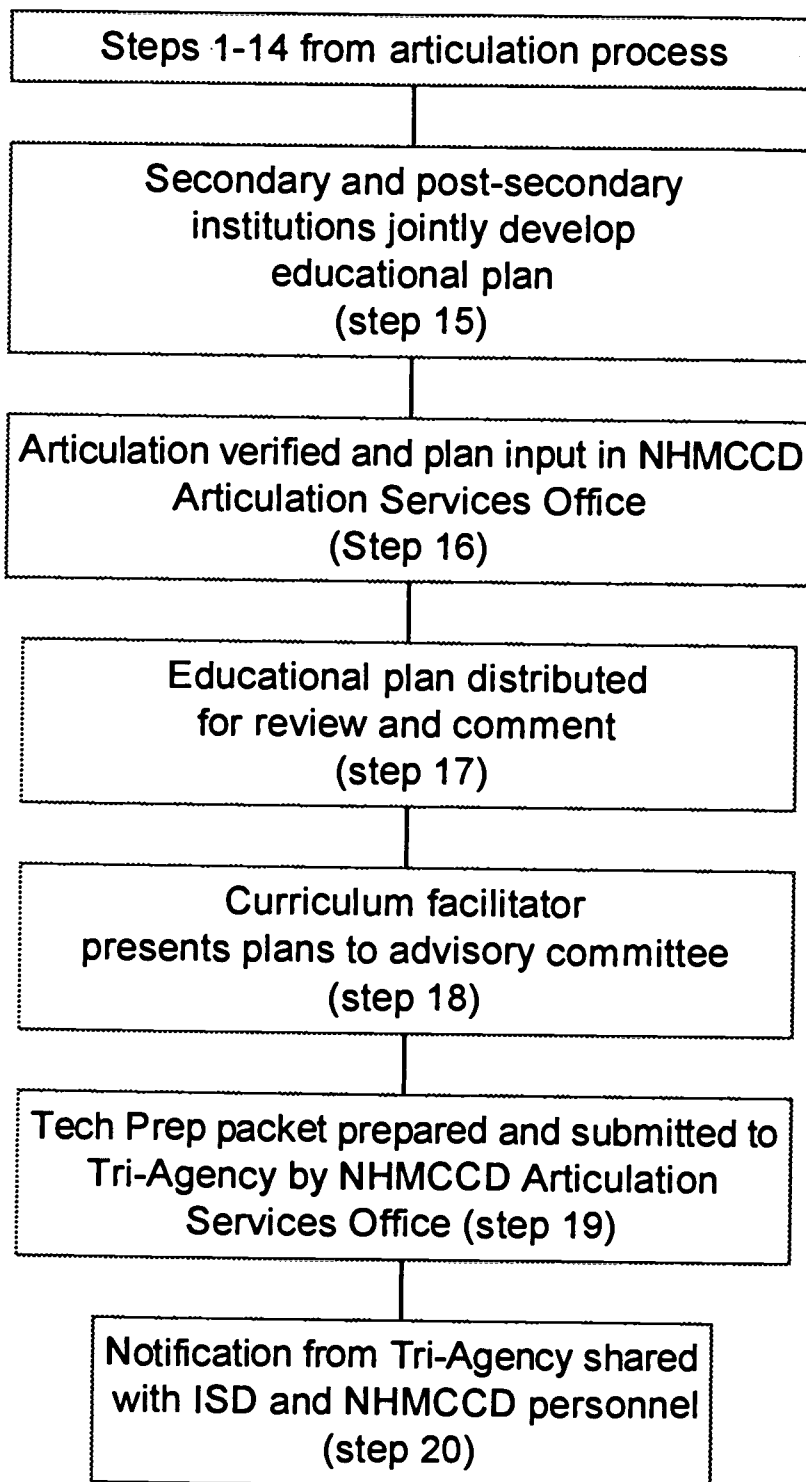 Steps 1-14 from articulation process
Secondary and post-secondary
institutions jointly develop
educational plan
(step 15)
Articulation verified and plan input in NHMCCD
Articulation Services Office
(Step 16)
Educational plan distributed
for review and comment
(step 17)
Curriculum facilitator
presents plans to advisory committee
(step 18)
Tech Prep packet prepared and submitted to
Tri-Agency by NHMCCD Articulation
Services Office (step 19)
Notification from Tri-Agency shared
with ISD and NHMCCD personnel
(step 20)